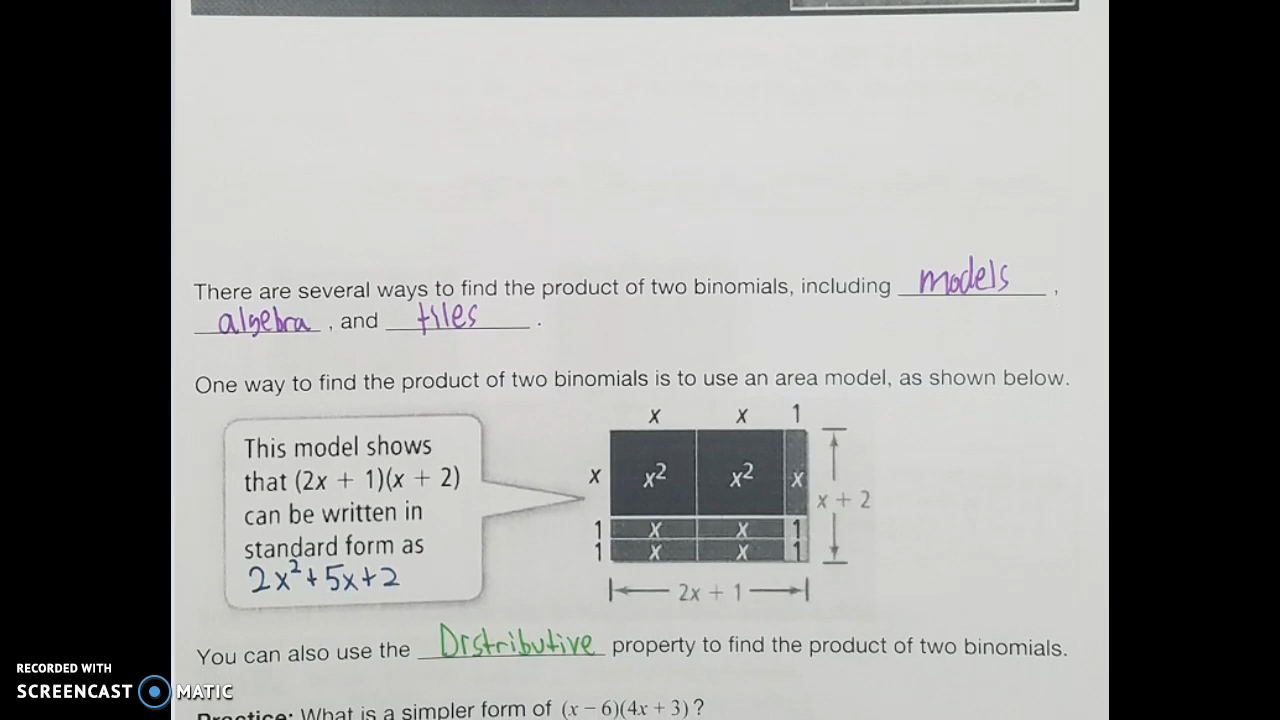 There are several ways to find the product of two binomials, including models ,
algebra , and tiles .
One way to find the product of two binomials is to use an area model, as shown below.
This model shows
that (2x + 1)(x + 2)
can be written in
standard form as
2x²+5x+2
x x 1
x x² x² x
x + 2
1 x x 1
1 x x 1
2x + 1
You can also use the Distributive property to find the product of two binomials.
Practice: What is a simpler form of (x − 6)(4x + 3)?
RECORDED WITH
SCREENCAST MATIC